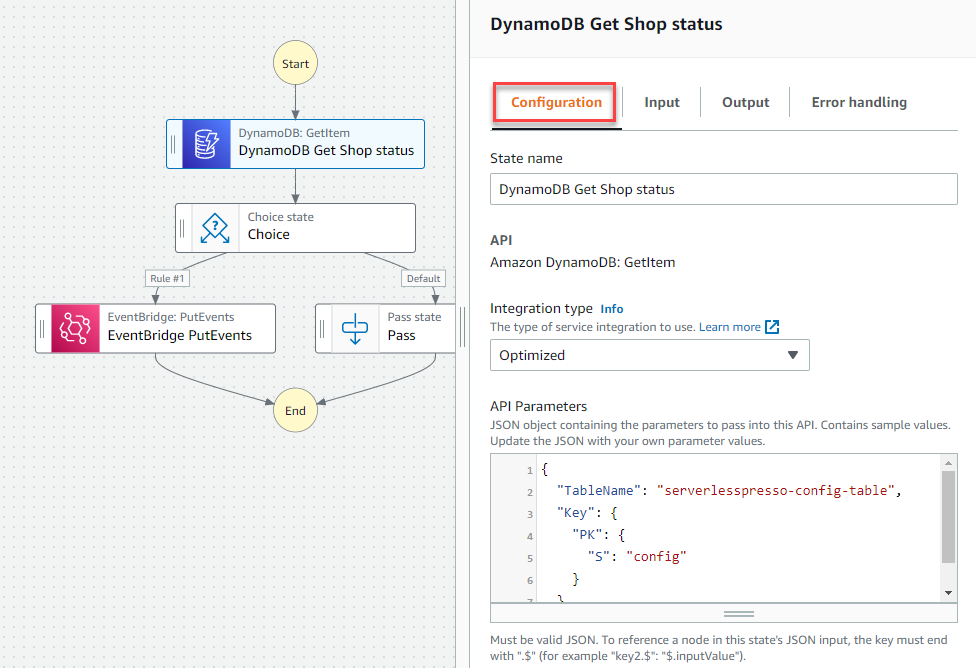 Start
DynamoDB: GetItem
DynamoDB Get Shop status
Choice state
Choice
Rule #1
Default
EventBridge: PutEvents
EventBridge PutEvents
Pass state
Pass
End
DynamoDB Get Shop status
Configuration
Input
Output
Error handling
State name
DynamoDB Get Shop status
API
Amazon DynamoDB: GetItem
Integration type Info
The type of service integration to use. Learn more
Optimized
API Parameters
JSON object containing the parameters to pass into this API. Contains sample values.
Update the JSON with your own parameter values.
1 {
2 "TableName": "serverlesspresso-config-table",
3 "Key": {
4 "PK": {
5 "S": "config"
6 }
7 }
Must be valid JSON. To reference a node in this state's JSON input, the key must end
with ".$" (for example "key2.$": "$.inputValue").